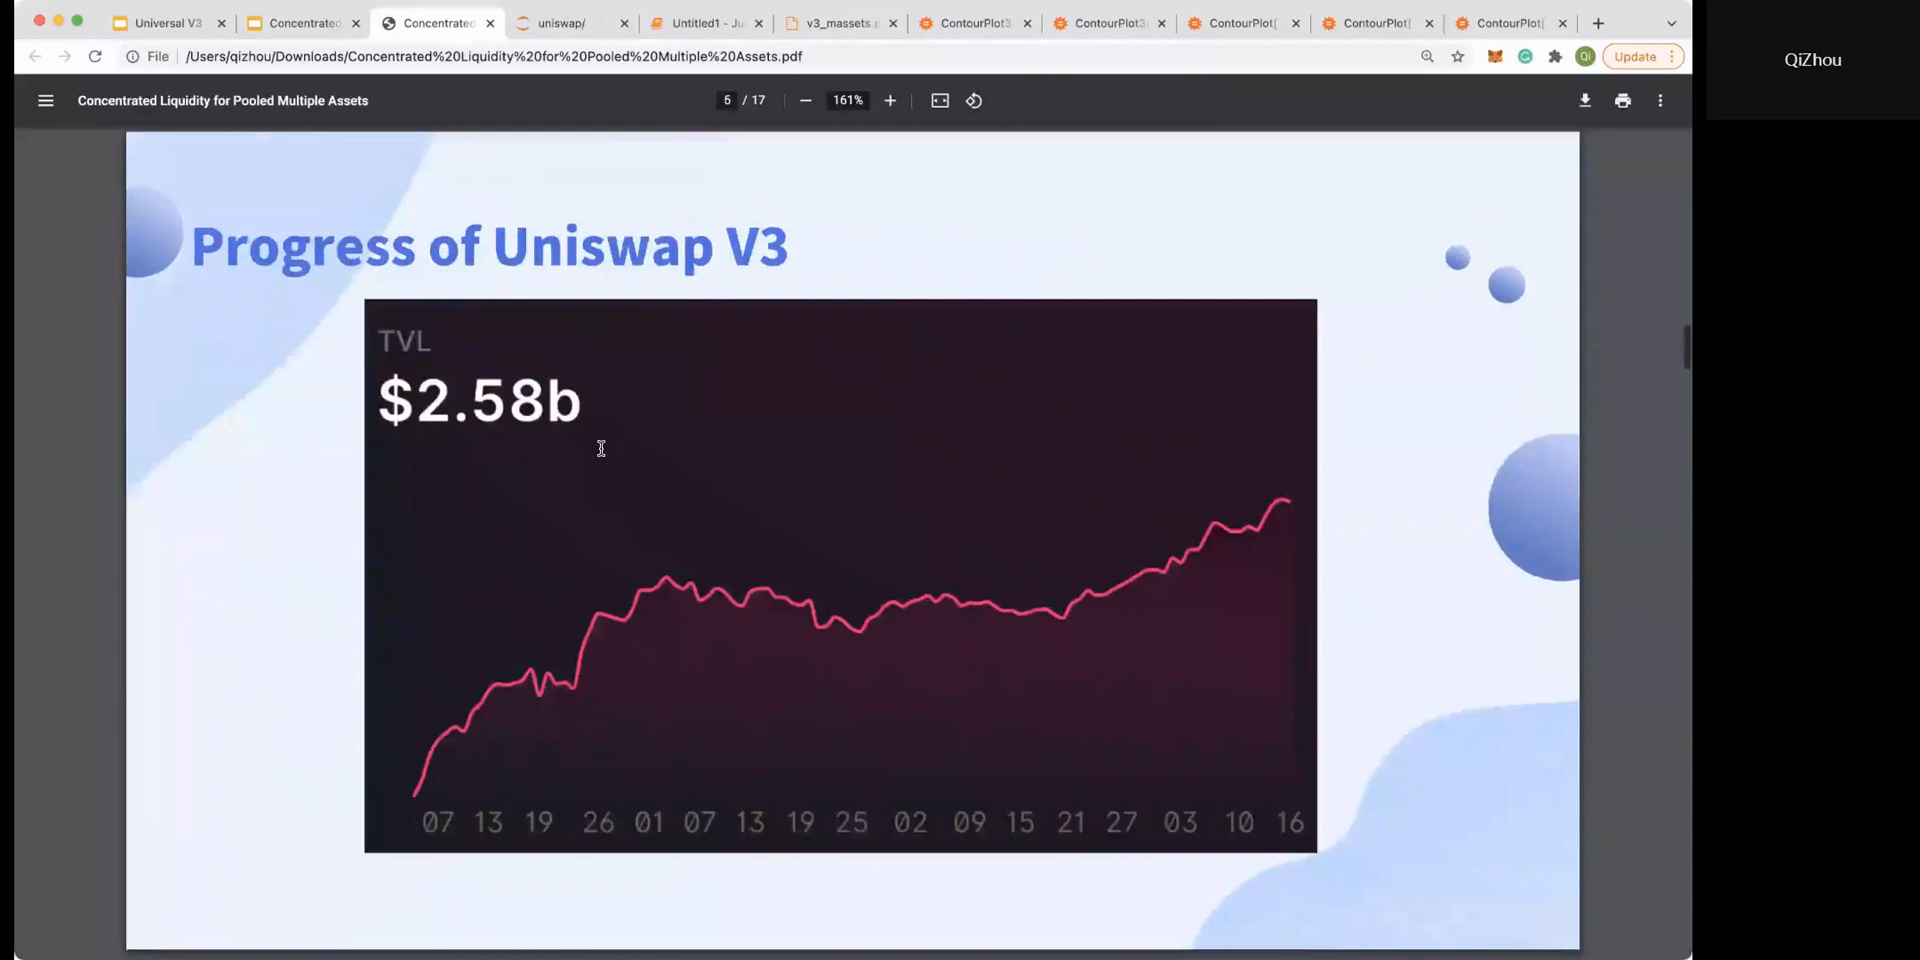 Universal V3
Concentrated
Concentrated
uniswap/
Untitled1 - Ju
v3_massets.p
ContourPlot3
ContourPlot3
ContourPlot[
ContourPlot[
ContourPlot[
File
/Users/qizhou/Downloads/Concentrated%20Liquidity%20for%20Pooled%20Multiple%20Assets.pdf
Qi
Update
QiZhou
Concentrated Liquidity for Pooled Multiple Assets
6 / 17
161%
Progress of Uniswap V3
TVL
$2.58b
07 13 19 26 01 07 13 19 25 02 09 15 21 27 03 10 16